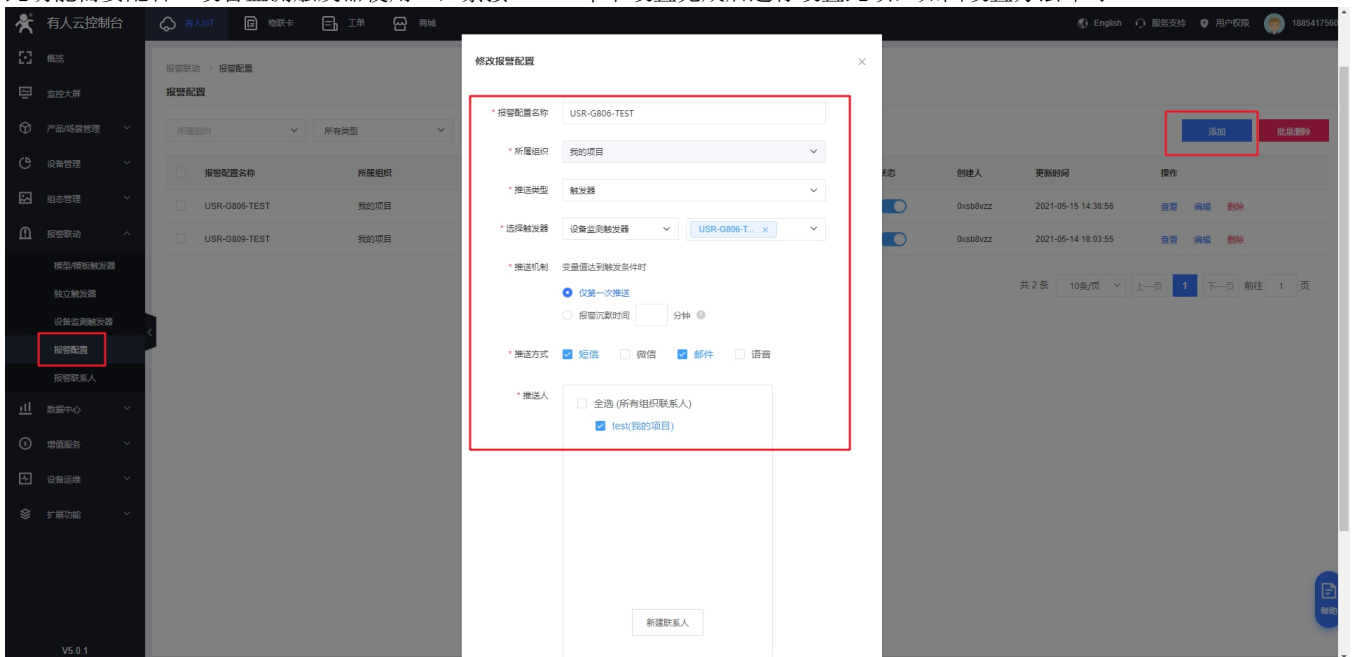 有人云控制台
有人IoT
物联卡
工单
商城
English
服务支持
用户权限
1885417560
概览
监控大屏
产品/场景管理
设备管理
组态管理
报警联动
模型/模板触发器
独立触发器
设备监测触发器
报警配置
报警联系人
数据中心
增值服务
设备运维
扩展功能
V5.0.1
报警联动 > 报警配置
报警配置
所属组织
所有类型
添加
批量删除
报警配置名称
所属组织
状态
创建人
更新时间
操作
USR-G806-TEST
我的项目
0xsb8vzz
2021-05-15 14:38:56
查看 编辑 删除
USR-G809-TEST
我的项目
0xsb8vzz
2021-05-14 18:03:55
查看 编辑 删除
共 2 条
10条/页
上一页
1
下一页
前往 1 页
修改报警配置
* 报警配置名称
USR-G806-TEST
* 所属组织
我的项目
* 推送类型
触发器
* 选择触发器
设备监测触发器
USR-G806-T... ×
* 推送机制
变量值达到触发条件时
仅第一次推送
报警沉默时间
分钟
* 推送方式
短信
微信
邮件
语音
* 推送人
全选 (所有组织联系人)
test(我的项目)
新建联系人
帮助